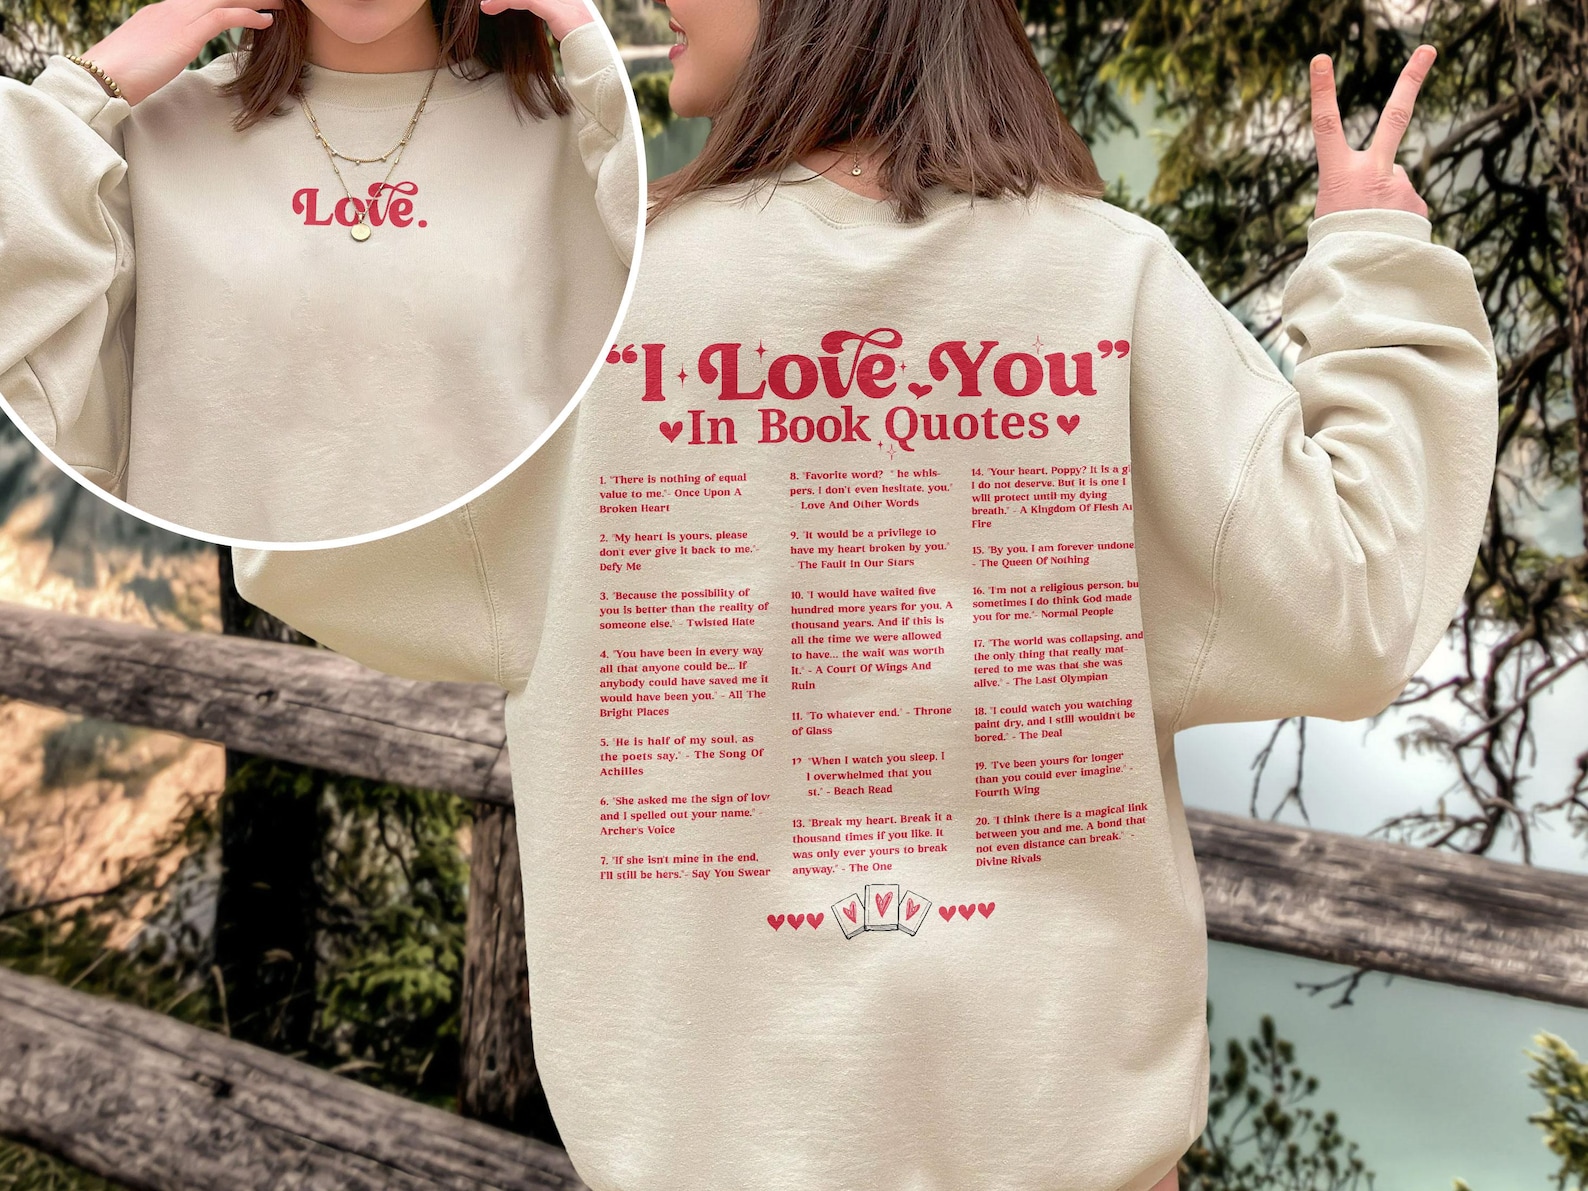 Love.
“I Love You”
In Book Quotes
1. "There is nothing of equal
value to me."- Once Upon A
Broken Heart
2. "My heart is yours, please
don't ever give it back to me."-
Defy Me
3. "Because the possibility of
you is better than the reality of
someone else." - Twisted Hate
4. "You have been in every way
all that anyone could be... If
anybody could have saved me it
would have been you." - All The
Bright Places
5. "He is half of my soul, as
the poets say." - The Song Of
Achilles
6. "She asked me the sign of love
and I spelled out your name." -
Archer's Voice
7. "If she isn't mine in the end,
I'll still be hers."- Say You Swear
8. "Favorite word? " he whis-
pers. I don't even hesitate, you."
Love And Other Words
9. "It would be a privilege to
have my heart broken by you."
- The Fault In Our Stars
10. "I would have waited five
hundred more years for you. A
thousand years. And if this is
all the time we were allowed
to have... the wait was worth
it." - A Court Of Wings And
Ruin
11. "To whatever end." - Throne
of Glass
12 "When I watch you sleep, I
I overwhelmed that you
st." - Beach Read
13. "Break my heart. Break it a
thousand times if you like. It
was only ever yours to break
anyway." - The One
14. "Your heart, Poppy? It is a
I do not deserve. But it is one I
will protect until my dying
breath." - A Kingdom Of Flesh
Fire
15. "By you, I am forever undone.
- The Queen Of Nothing
16. "I'm not a religious person, bu
sometimes I do think God made
you for me."- Normal People
17. "The world was collapsing, and
the only thing that really mat-
tered to me was that she was
alive." - The Last Olympian
18. "I could watch you watching
paint dry, and I still wouldn't be
bored." - The Deal
19. "I've been yours for longer
than you could ever imagine." -
Fourth Wing
20. "I think there is a magical link
between you and me. A bond that
not even distance can break." -
Divine Rivals